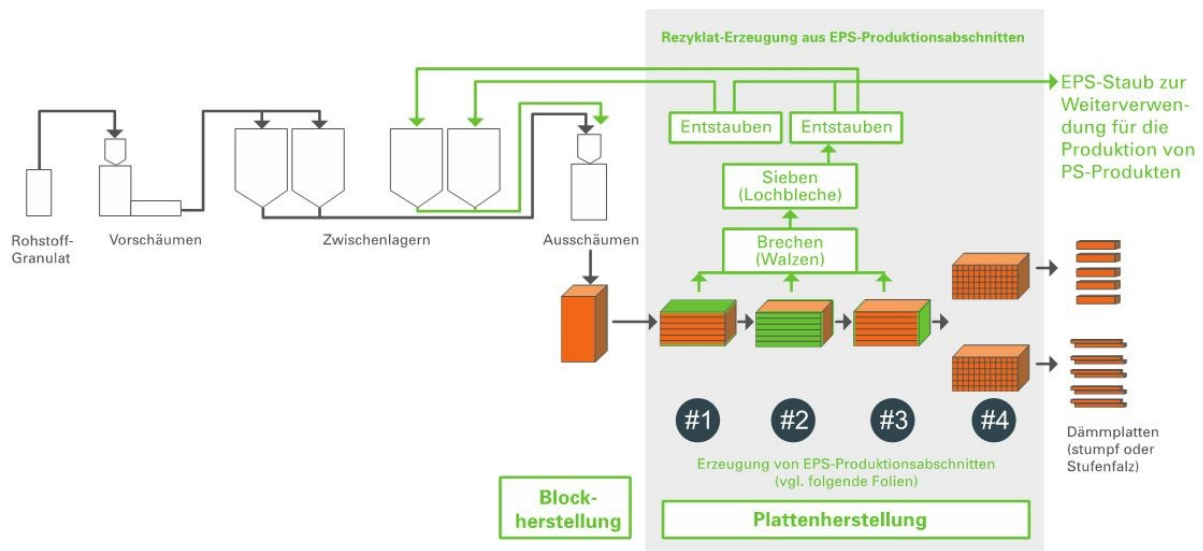 Rezyklat-Erzeugung aus EPS-Produktionsabschnitten
EPS-Staub zur
Weiterverwen-
dung für die
Produktion von
PS-Produkten
Entstauben
Entstauben
Sieben
(Lochbleche)
Brechen
(Walzen)
Rohstoff-
Granulat
Vorschäumen
Zwischenlagern
Ausschäumen
#1
#2
#3
#4
Dämmplatten
(stumpf oder
Stufenfalz)
Erzeugung von EPS-Produktionsabschnitten
(vgl. folgende Folien)
Block-
herstellung
Plattenherstellung